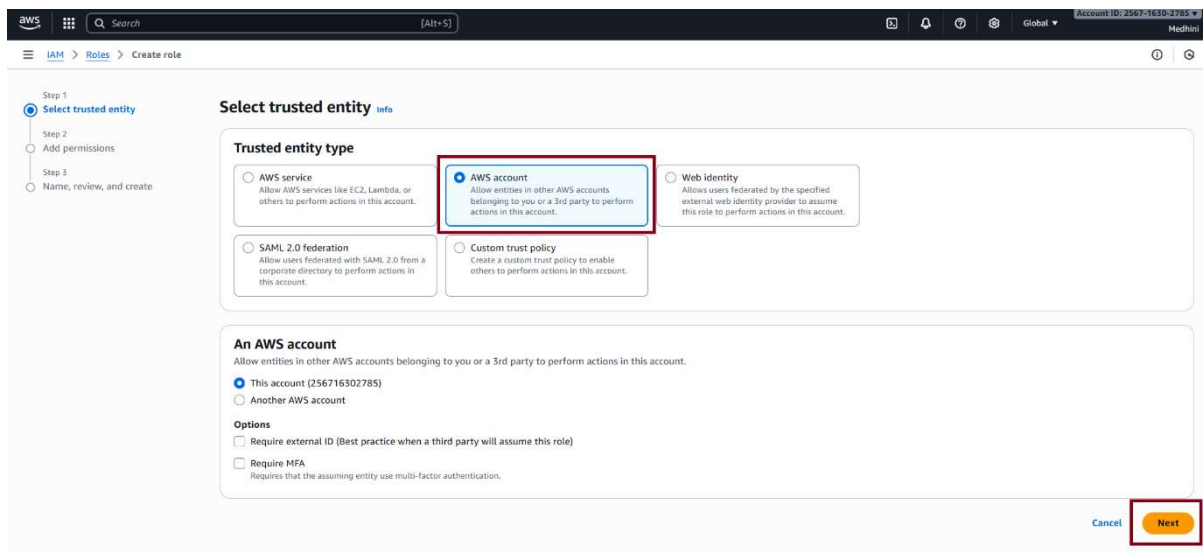 aws
Search [Alt+S]
Global
Account ID: 2567-1630-2785
Medhini
IAM > Roles > Create role
Step 1
Select trusted entity
Step 2
Add permissions
Step 3
Name, review, and create
Select trusted entity Info
Trusted entity type
AWS service
Allow AWS services like EC2, Lambda, or
others to perform actions in this account.
AWS account
Allow entities in other AWS accounts
belonging to you or a 3rd party to perform
actions in this account.
Web identity
Allows users federated by the specified
external web identity provider to assume
this role to perform actions in this account.
SAML 2.0 federation
Allow users federated with SAML 2.0 from a
corporate directory to perform actions in
this account.
Custom trust policy
Create a custom trust policy to enable
others to perform actions in this account.
An AWS account
Allow entities in other AWS accounts belonging to you or a 3rd party to perform actions in this account.
This account (256716302785)
Another AWS account
Options
Require external ID (Best practice when a third party will assume this role)
Require MFA
Requires that the assuming entity use multi-factor authentication.
Cancel
Next